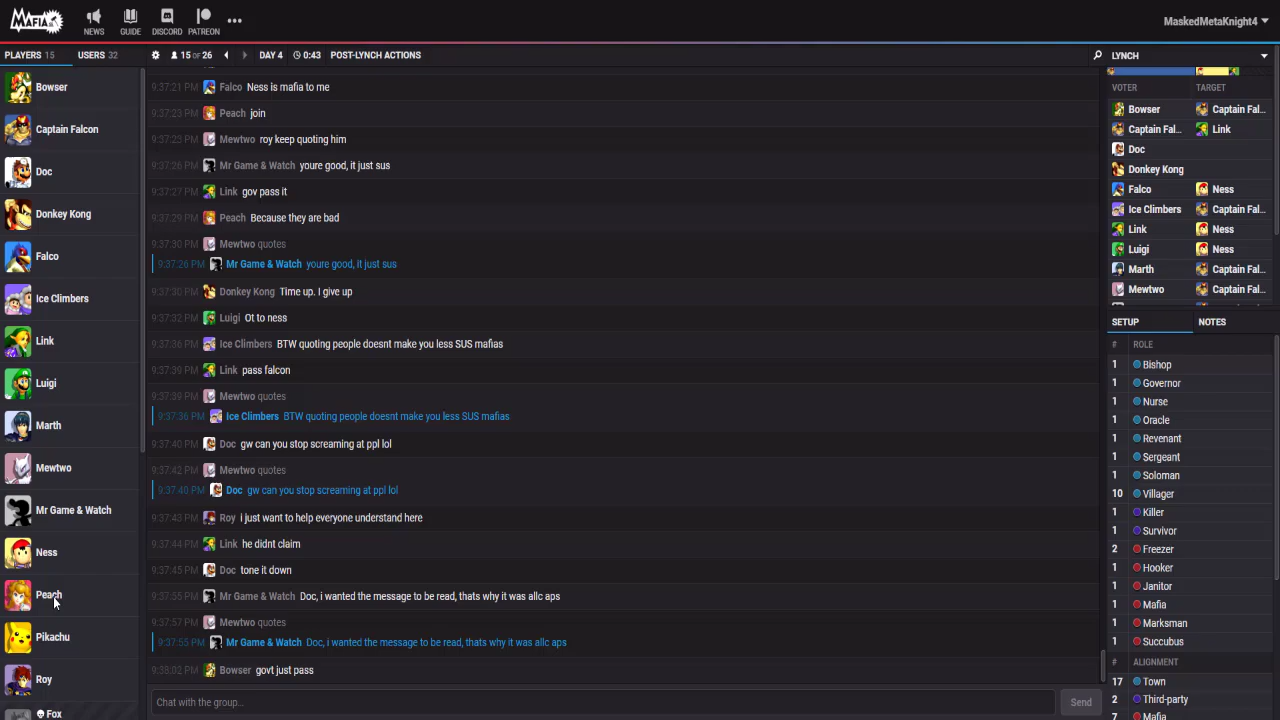 MAFIA.GG
NEWS
GUIDE
DISCORD
PATREON
MaskedMetaKnight4
PLAYERS 15
USERS 32
15 OF 26
DAY 4
0:43
POST-LYNCH ACTIONS
LYNCH
Bowser
Captain Falcon
Doc
Donkey Kong
Falco
Ice Climbers
Link
Luigi
Marth
Mewtwo
Mr Game & Watch
Ness
Peach
Pikachu
Roy
Fox
9:37:21 PM Falco Ness is mafia to me
9:37:23 PM Peach join
9:37:25 PM Mewtwo roy keep quoting him
9:37:26 PM Mr Game & Watch youre good, it just sus
9:37:27 PM Link gov pass it
9:37:29 PM Peach Because they are bad
9:37:30 PM Mewtwo quotes
9:37:26 PM Mr Game & Watch youre good, it just sus
9:37:30 PM Donkey Kong Time up. I give up
9:37:32 PM Luigi Ot to ness
9:37:36 PM Ice Climbers BTW quoting people doesnt make you less SUS mafias
9:37:39 PM Link pass falcon
9:37:39 PM Mewtwo quotes
9:37:36 PM Ice Climbers BTW quoting people doesnt make you less SUS mafias
9:37:40 PM Doc gw can you stop screaming at ppl lol
9:37:42 PM Mewtwo quotes
9:37:40 PM Doc gw can you stop screaming at ppl lol
9:37:43 PM Roy i just want to help everyone understand here
9:37:44 PM Link he didnt claim
9:37:45 PM Doc tone it down
9:37:55 PM Mr Game & Watch Doc, i wanted the message to be read, thats why it was allc aps
9:37:57 PM Mewtwo quotes
9:37:55 PM Mr Game & Watch Doc, i wanted the message to be read, thats why it was allc aps
9:38:02 PM Bowser govt just pass
Chat with the group...
Send
VOTER TARGET
Bowser Captain Fal...
Captain Fal... Link
Doc
Donkey Kong
Falco Ness
Ice Climbers Captain Fal...
Link Ness
Luigi Ness
Marth Captain Fal...
Mewtwo Captain Fal...
SETUP
NOTES
# ROLE
1 Bishop
1 Governor
1 Nurse
1 Oracle
1 Revenant
1 Sergeant
1 Soloman
10 Villager
1 Killer
1 Survivor
2 Freezer
1 Hooker
1 Janitor
1 Mafia
1 Marksman
1 Succubus
# ALIGNMENT
17 Town
2 Third-party
7 Mafia